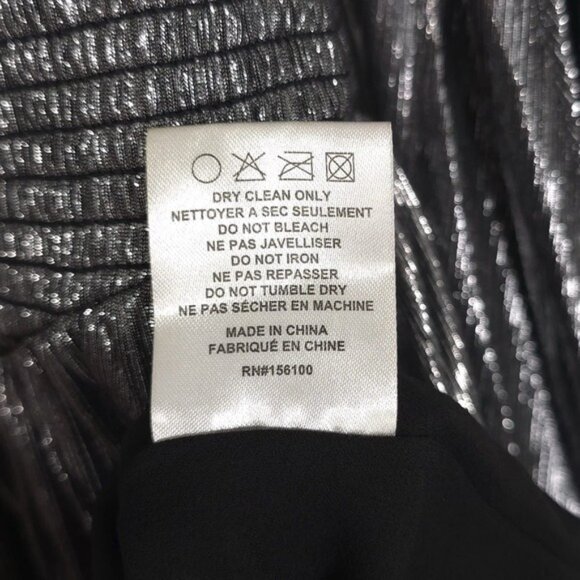 DRY CLEAN ONLY
NETTOYER A SEC SEULEMENT
DO NOT BLEACH
NE PAS JAVELLISER
DO NOT IRON
NE PAS REPASSER
DO NOT TUMBLE DRY
NE PAS SÉCHER EN MACHINE
MADE IN CHINA
FABRIQUÉ EN CHINE
RN#156100